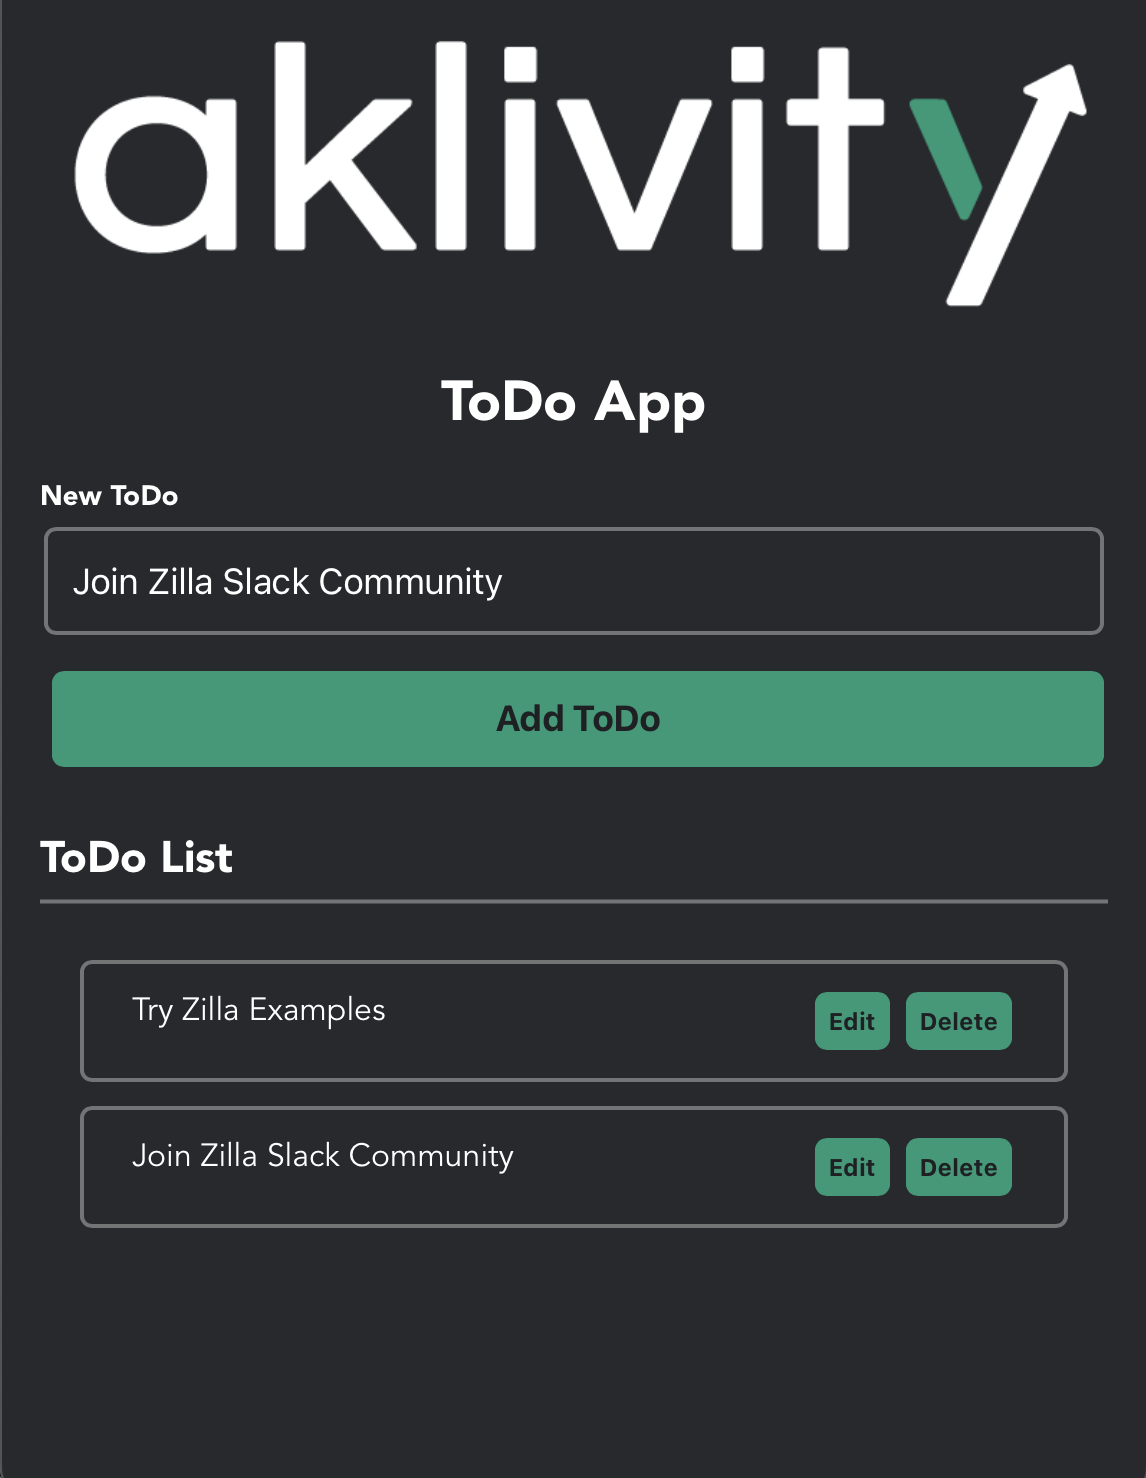 aklivity
ToDo App
New ToDo
Join Zilla Slack Community
Add ToDo
ToDo List
Try Zilla Examples
Edit
Delete
Join Zilla Slack Community
Edit
Delete